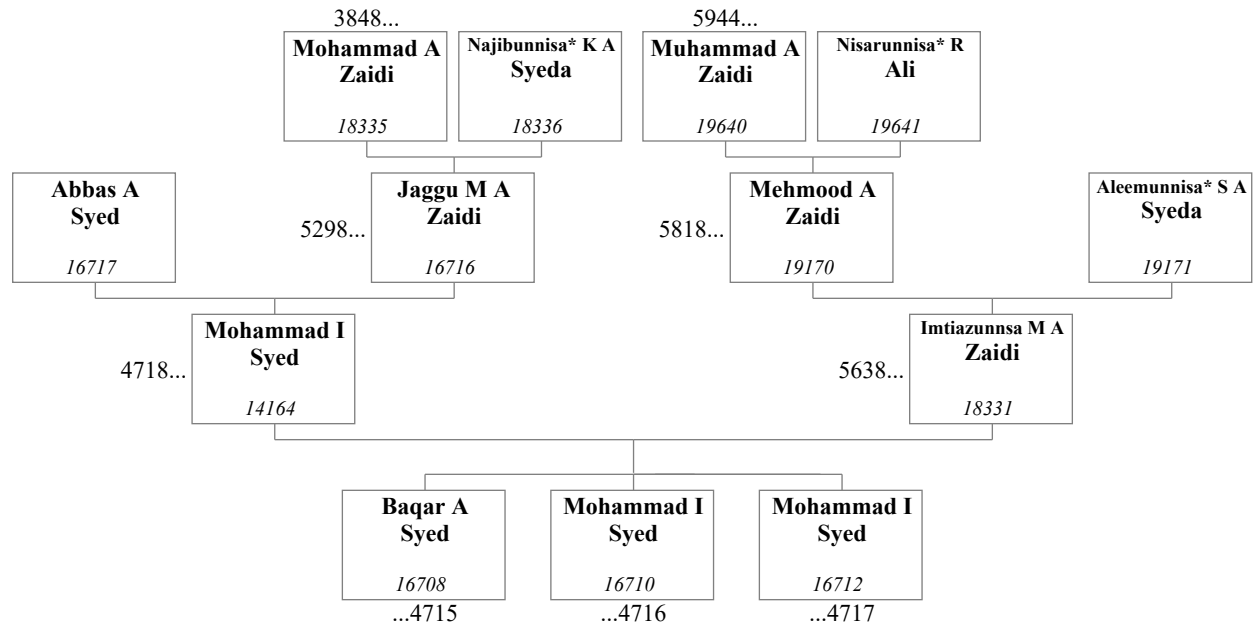 3848...
5944...
Mohammad A
Zaidi
18335
Najibunnisa* K A
Syeda
18336
Muhammad A
Zaidi
19640
Nisarunnisa* R
Ali
19641
Abbas A
Syed
16717
5298...
Jaggu M A
Zaidi
16716
5818...
Mehmood A
Zaidi
19170
Aleemunnisa* S A
Syeda
19171
4718...
Mohammad I
Syed
14164
5638...
Imtiazunnsa M A
Zaidi
18331
Baqar A
Syed
16708
...4715
Mohammad I
Syed
16710
...4716
Mohammad I
Syed
16712
...4717